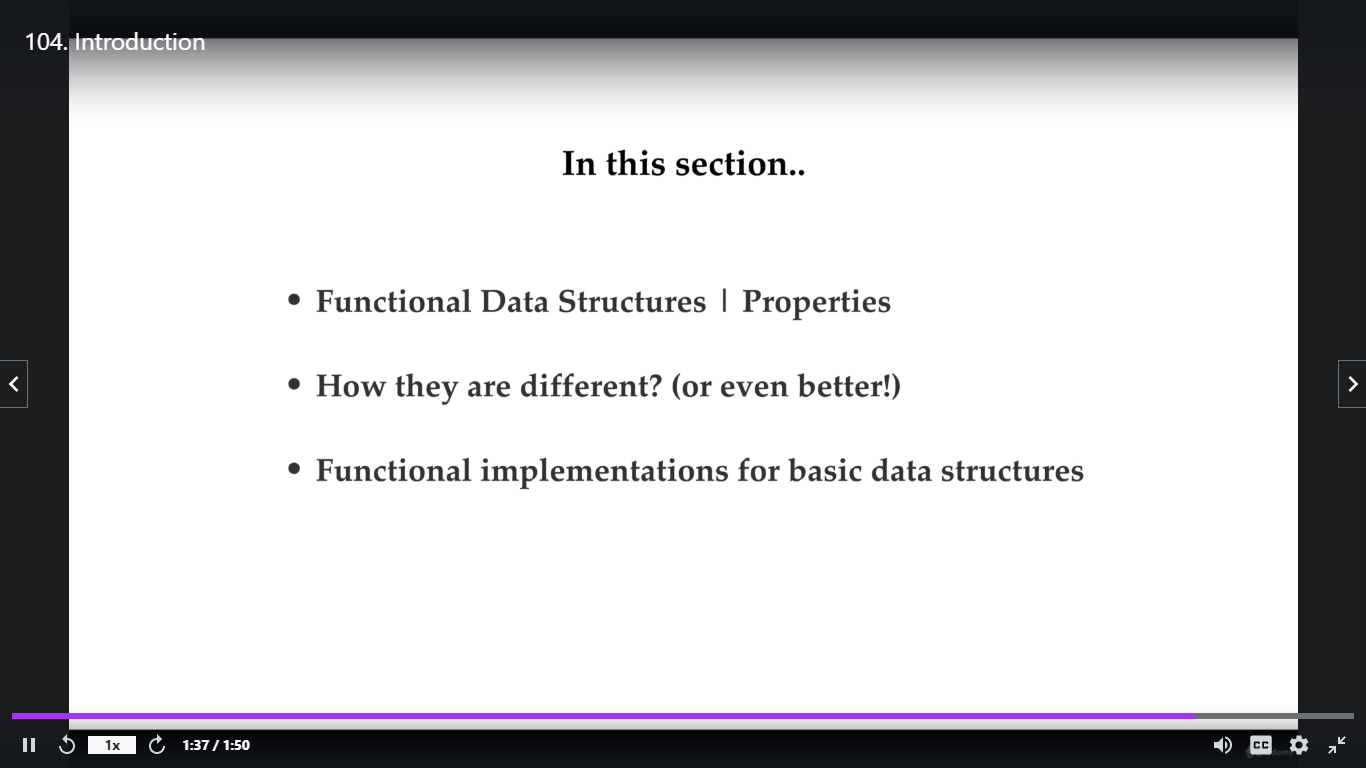 104. Introduction
In this section..
• Functional Data Structures | Properties
• How they are different? (or even better!)
• Functional implementations for basic data structures
1x
1:37 / 1:50
CC